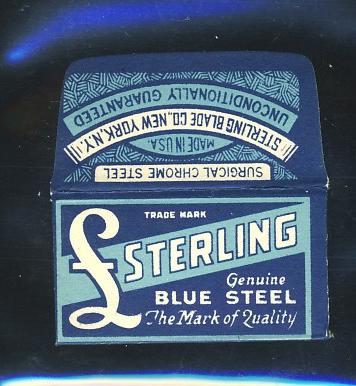 UNCONDITIONALLY GUARANTEED
STERLING BLADE CO., NEW YORK, N.Y.
MADE IN U.S.A.
SURGICAL CHROME STEEL
TRADE MARK
£ STERLING
Genuine
BLUE STEEL
The Mark of Quality